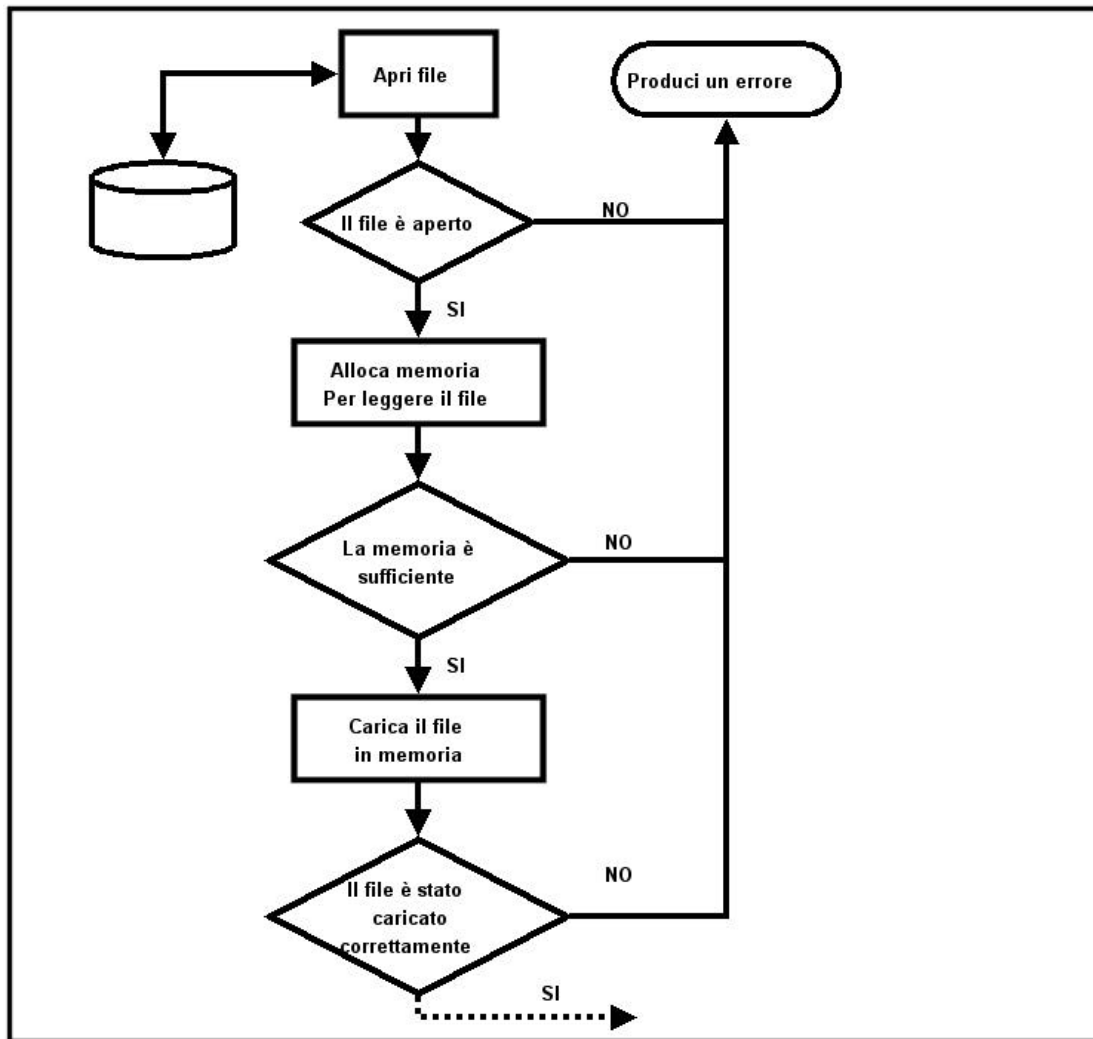 Apri file
Produci un errore
Il file è aperto
NO
SI
Alloca memoria
Per leggere il file
La memoria è
sufficiente
NO
SI
Carica il file
in memoria
Il file è stato
caricato
correttamente
NO
SI